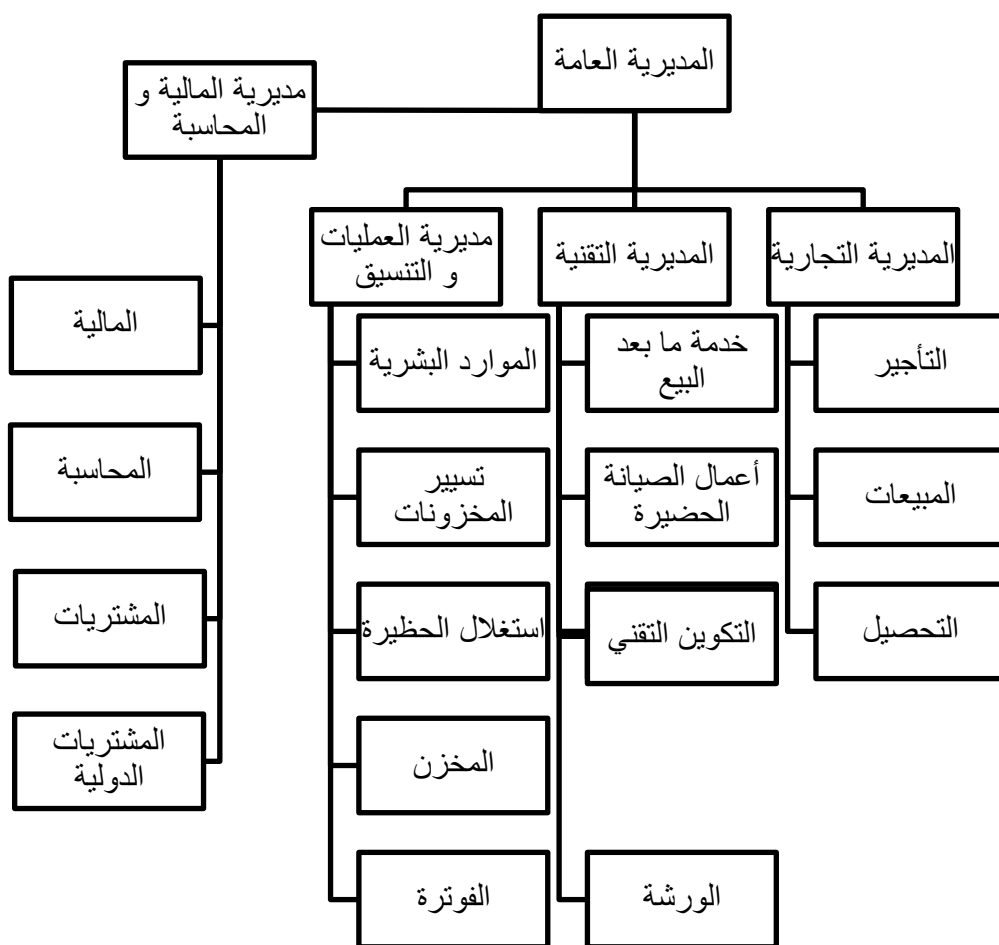 المديرية العامة
مديرية المالية و
المحاسبة
المديرية التجارية
المديرية التقنية
مديرية العمليات
و التنسيق
التأجير
المبيعات
التحصيل
خدمة ما بعد
البيع
أعمال الصيانة
الحضيرة
التكوين التقني
الورشة
الموارد البشرية
تسيير
المخزونات
استغلال الحظيرة
المخزن
الفوترة
المالية
المحاسبة
المشتريات
المشتريات
الدولية